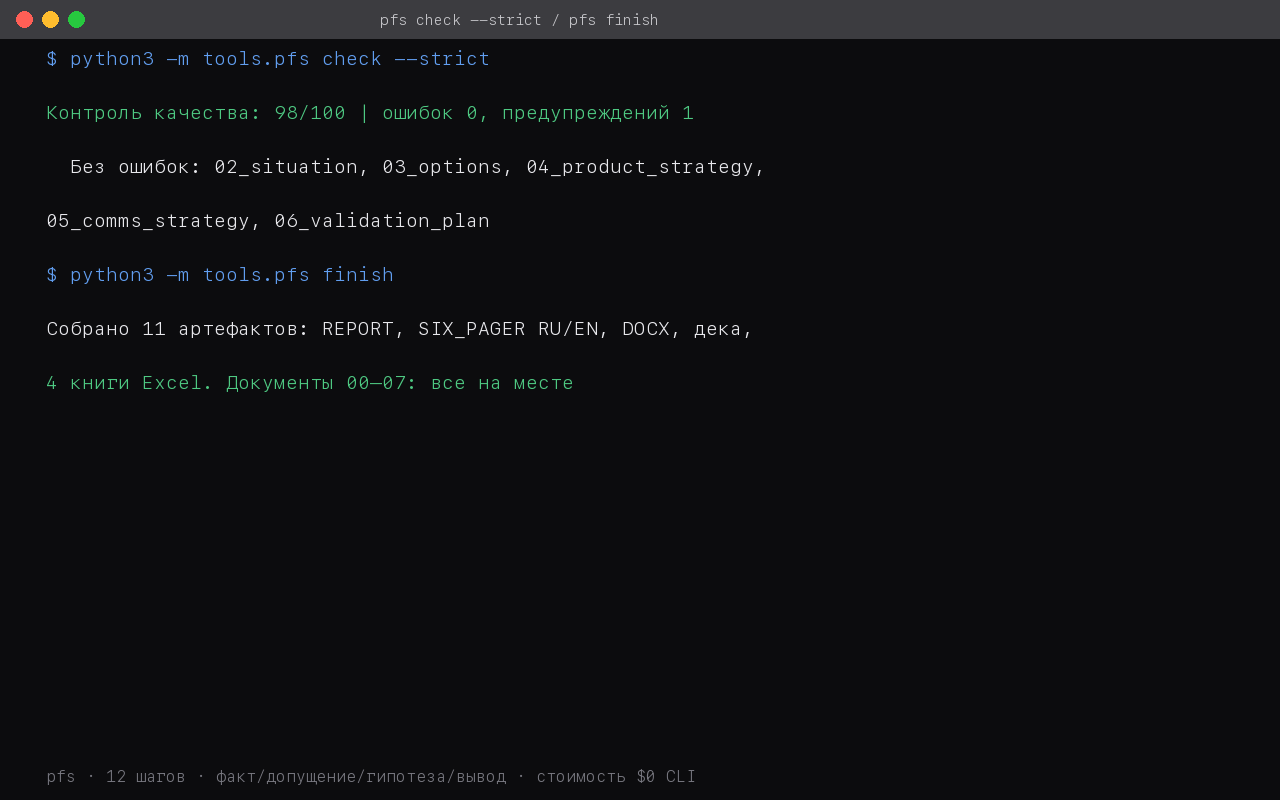 pfs check --strict / pfs finish
$ python3 -m tools.pfs check --strict
Контроль качества: 98/100 | ошибок 0, предупреждений 1
Без ошибок: 02_situation, 03_options, 04_product_strategy,
05_comms_strategy, 06_validation_plan
$ python3 -m tools.pfs finish
Собрано 11 артефактов: REPORT, SIX_PAGER RU/EN, DOCX, дека,
4 книги Excel. Документы 00–07: все на месте
pfs · 12 шагов · факт/допущение/гипотеза/вывод · стоимость $0 CLI